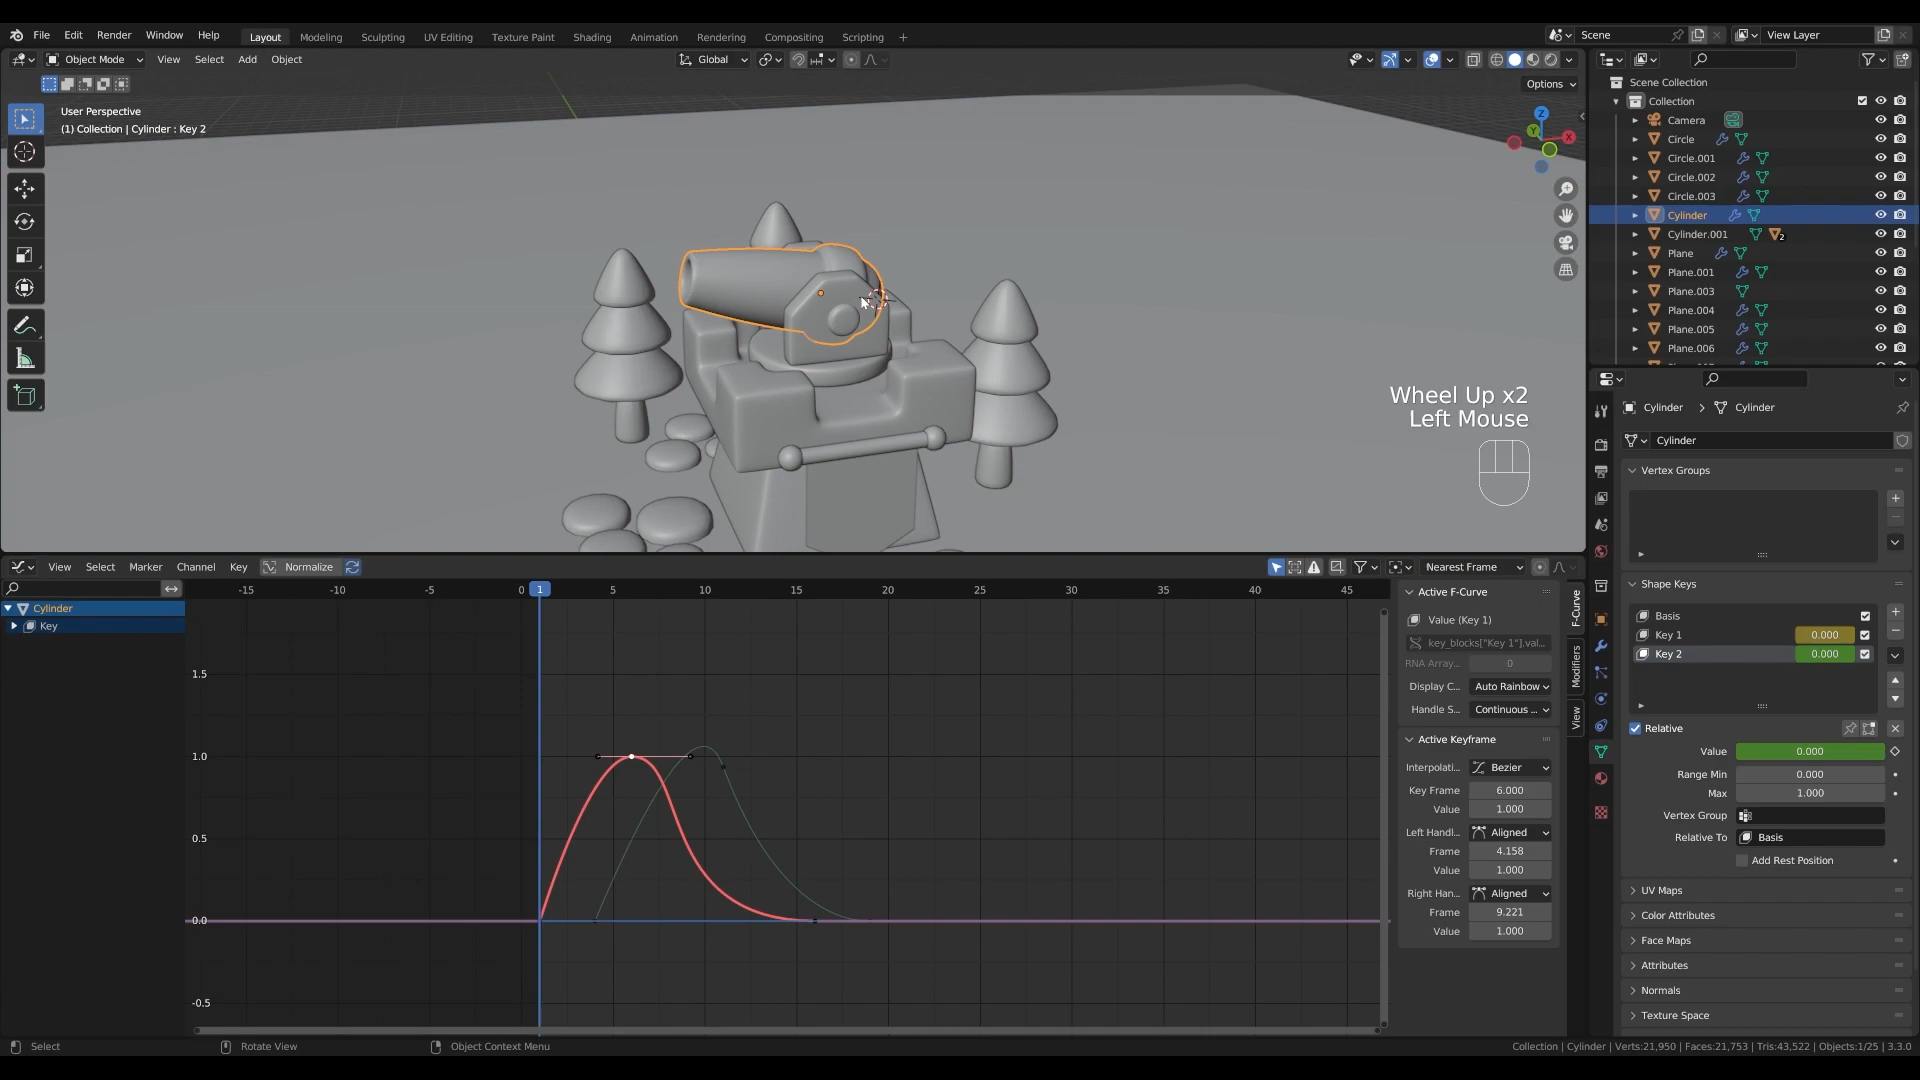 File Edit Render Window Help Layout Modeling Sculpting UV Editing Texture Paint Shading Animation Rendering Compositing Scripting + Scene View Layer
Object Mode View Select Add Object Global
Options
User Perspective
(1) Collection | Cylinder : Key 2
Z
Y
X
Wheel Up x2
Left Mouse
Scene Collection
Collection
Camera
Circle
Circle.001
Circle.002
Circle.003
Cylinder
Cylinder.001 2
Plane
Plane.001
Plane.003
Plane.004
Plane.005
Plane.006
Cylinder > Cylinder
Cylinder
Vertex Groups
Shape Keys
Basis
Key 1 0.000
Key 2 0.000
Relative
Value 0.000
Range Min 0.000
Max 1.000
Vertex Group
Relative To Basis
Add Rest Position
UV Maps
Color Attributes
Face Maps
Attributes
Normals
Texture Space
View Select Marker Channel Key Normalize Nearest Frame
-15 -10 -5 0 1 5 10 15 20 25 30 35 40 45
Cylinder
Key
1.5
1.0
0.5
0.0
-0.5
Active F-Curve
Value (Key 1)
key_blocks["Key 1"].val...
RNA Array... 0
Display C... Auto Rainbow
Handle S... Continuous ...
Active Keyframe
Interpolati... Bezier
Key Frame 6.000
Value 1.000
Left Handl... Aligned
Frame 4.158
Value 1.000
Right Han... Aligned
Frame 9.221
Value 1.000
F-Curve
Modifiers
View
Select Rotate View Object Context Menu Collection | Cylinder | Verts:21,950 | Faces:21,753 | Tris:43,522 | Objects:1/25 | 3.3.0